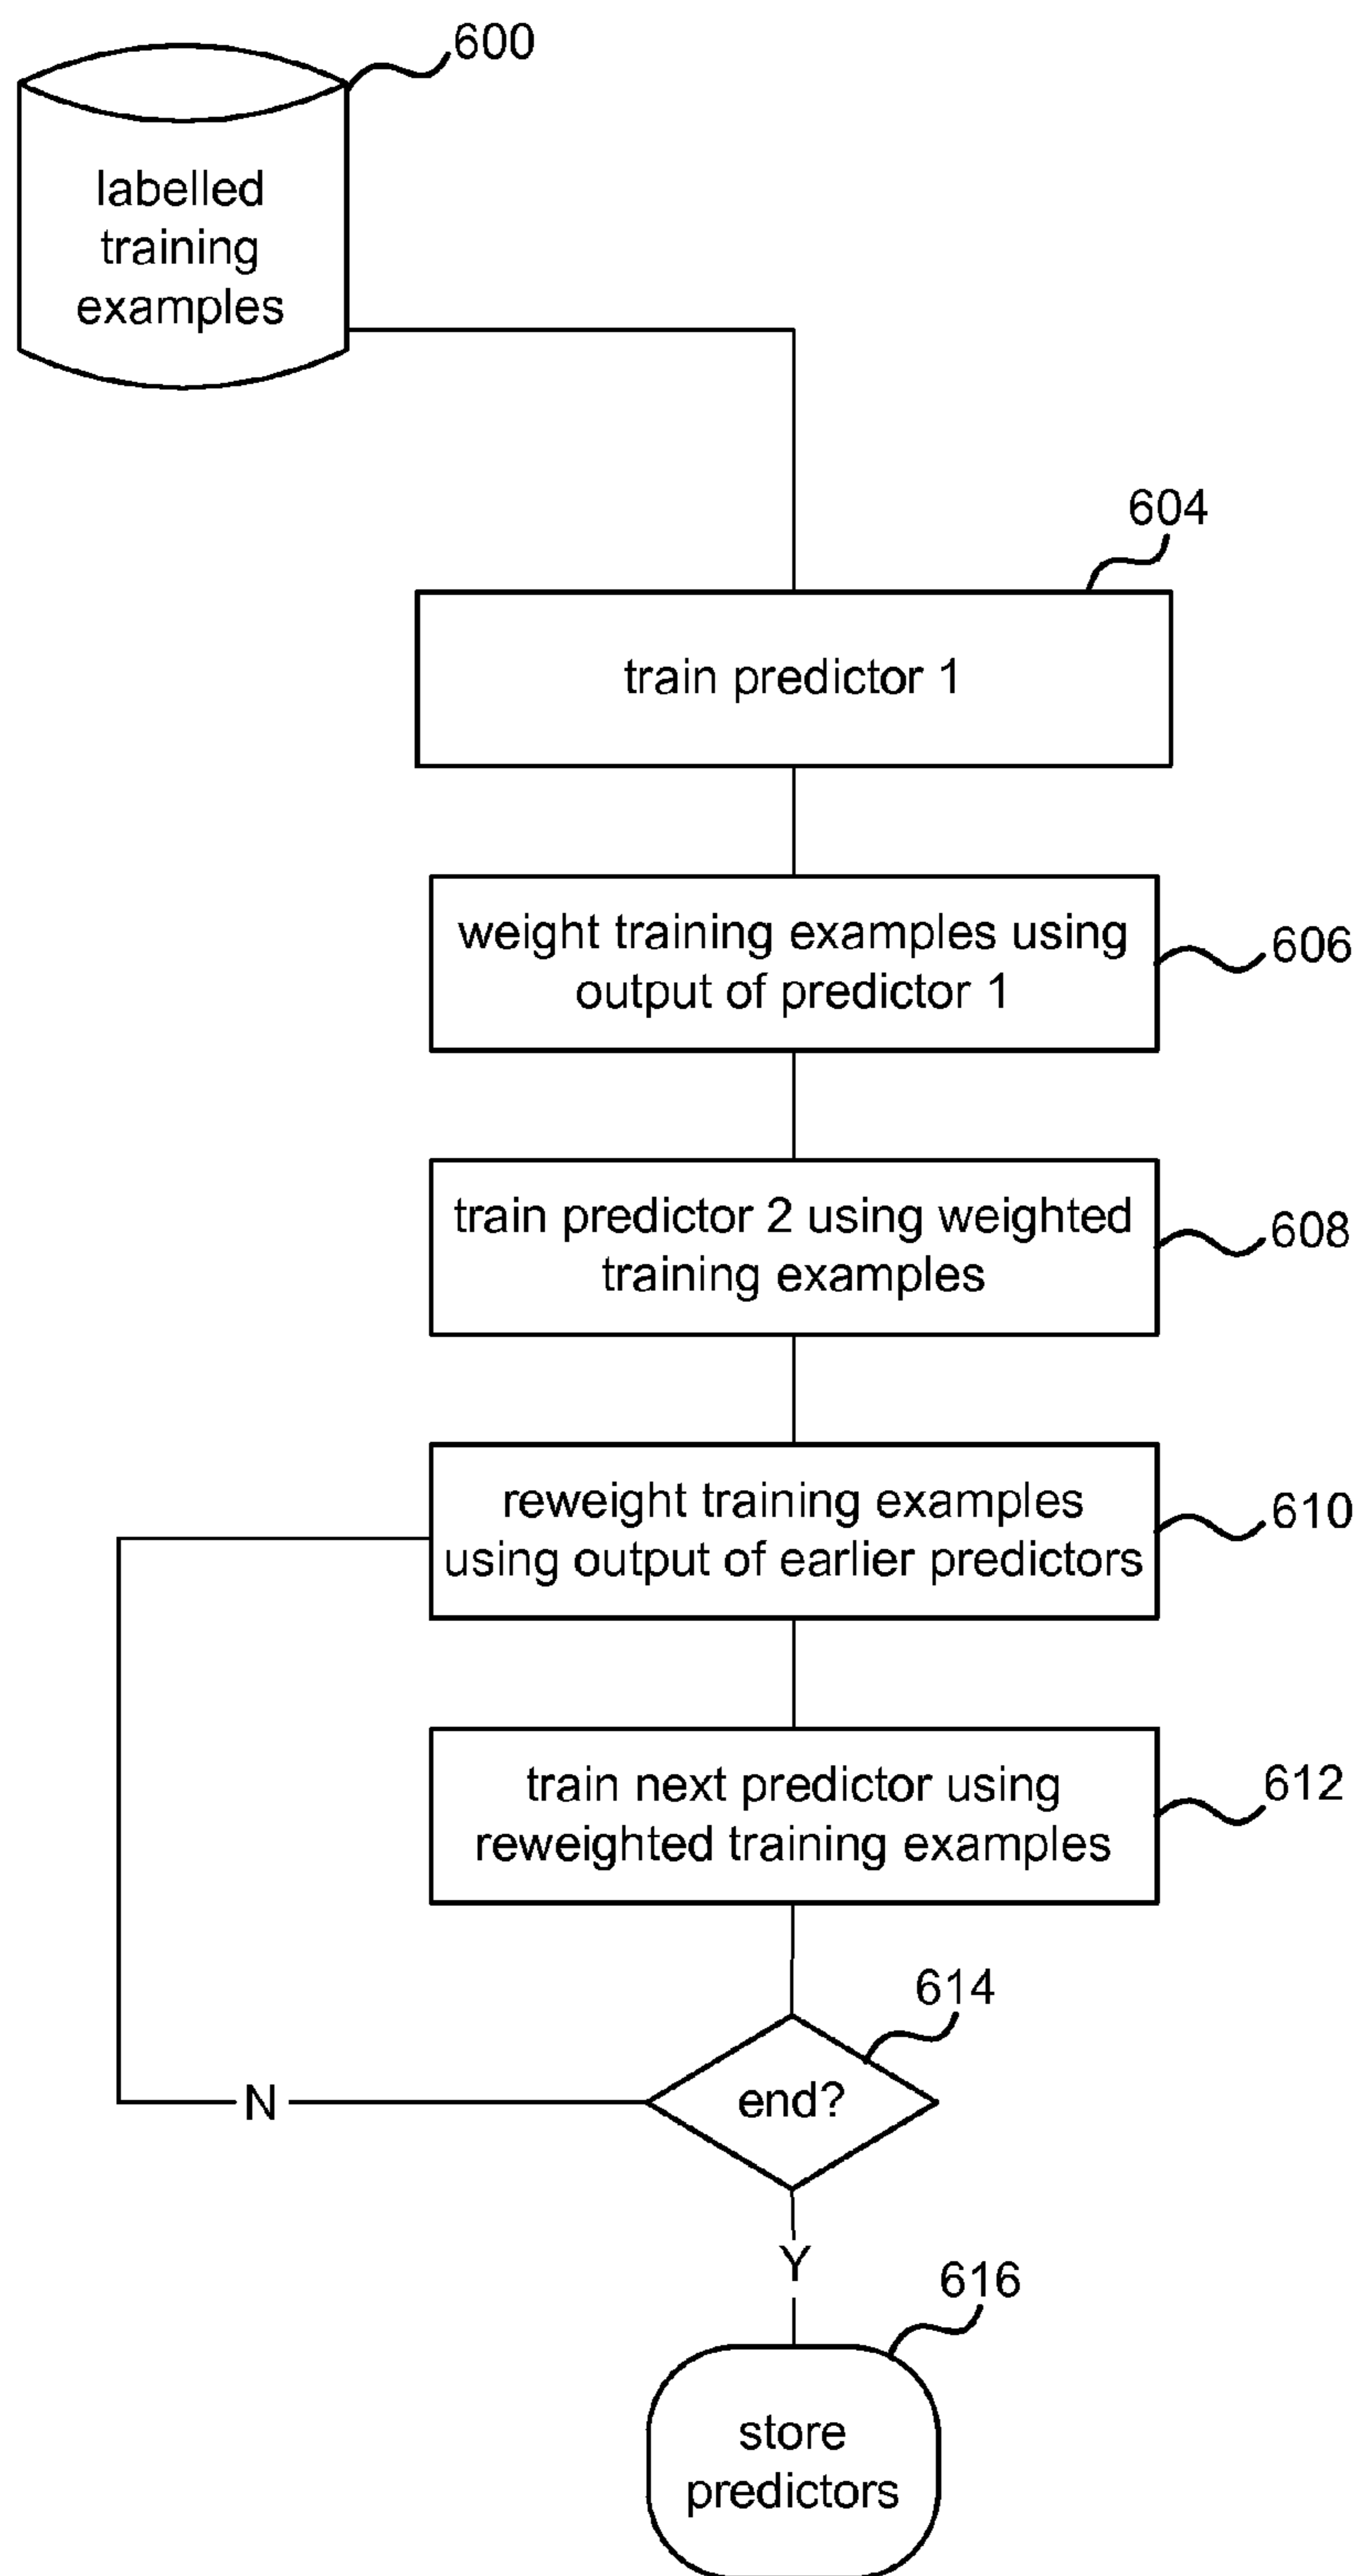 600
labelled
training
examples
604
train predictor 1
weight training examples using
output of predictor 1
606
train predictor 2 using weighted
training examples
608
reweight training examples
using output of earlier predictors
610
train next predictor using
reweighted training examples
612
614
end?
N
Y
616
store
predictors